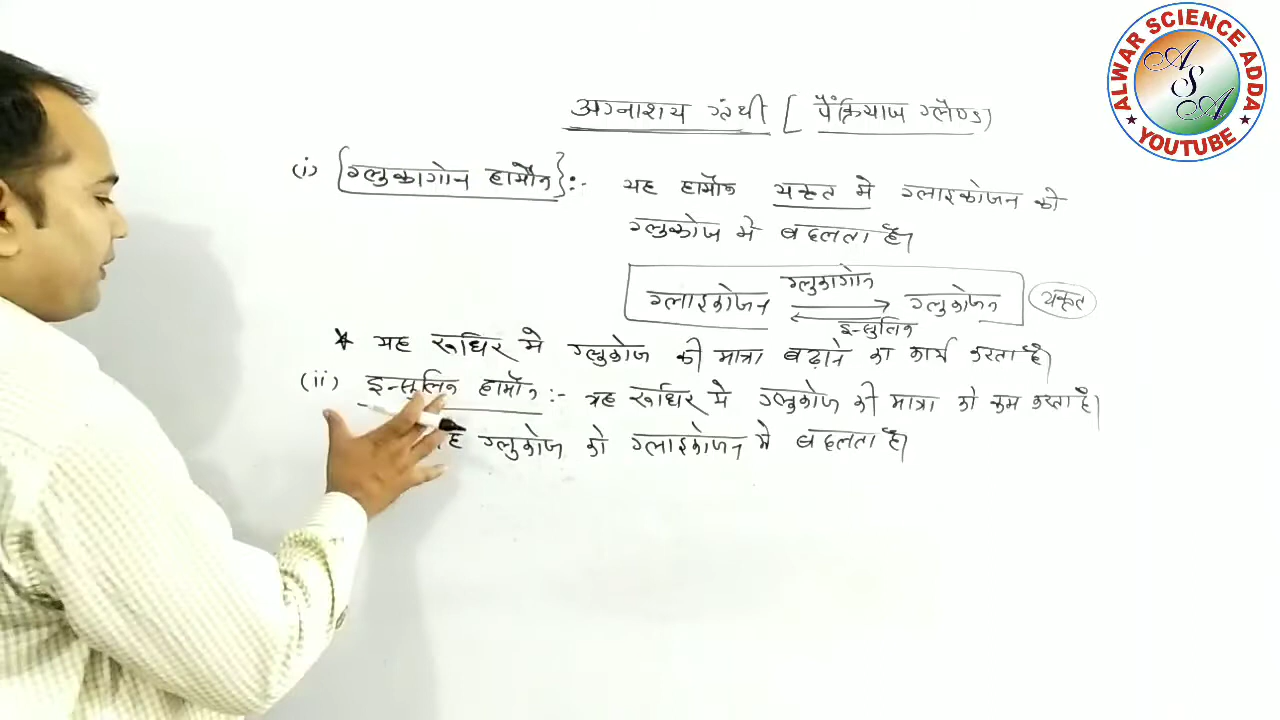 अग्नाशय ग्रंथी [ पैंक्रियाज ग्लैण्ड)
(i) {ग्लुकागोन हार्मोन} :- यह हार्मोन यकृत मे ग्लाइकोजन को
ग्लुकोज मे बदलता है।
ग्लाइकोजन ग्लुकागोन इन्सुलिन ग्लुकोजन यकृत
* यह रूधिर मे ग्लुकोज की मात्रा बढ़ाने का कार्य करता है।
(ii) इन्सुलिन हार्मोन :- यह रूधिर मे ग्लुकोज की मात्रा को कम करता है।
ग्लुकोज को ग्लाइकोजन मे बदलता है।
ALWAR SCIENCE ADDA
ASA
YOUTUBE